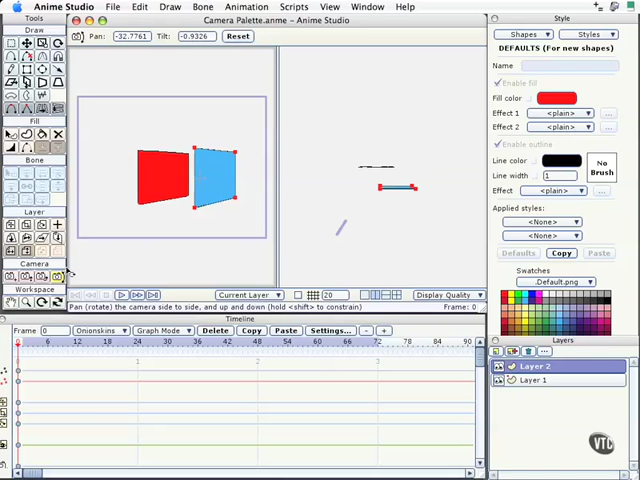 Anime Studio File Edit Draw Bone Animation Scripts View Window Help
Tools
Camera Palette.anme - Anime Studio
Style
Draw
Pan: -32.7761 Tilt: -0.9326 Reset
Shapes Styles
DEFAULTS (For new shapes)
Name
Enable fill
Fill color
Effect 1 <plain> ...
Effect 2 <plain> ...
Fill
Enable outline
Line color
No Brush
Line width 1
Bone
Effect <plain> ...
Applied styles:
Layer
<None>
<None>
Defaults Copy
Camera
Swatches
Default.png
Workspace
Current Layer 20 Display Quality
Pan (rotate) the camera side to side, and up and down (hold <shift> to constrain) Frame: 0
Timeline
Frame 0 Onionskins Graph Mode Delete Copy Paste Settings... - +
0 6 12 18 24 30 36 42 48 54 60 66 72 78 84 90
0 1 2 3
Layers
...
Layer 2
Layer 1
VTC